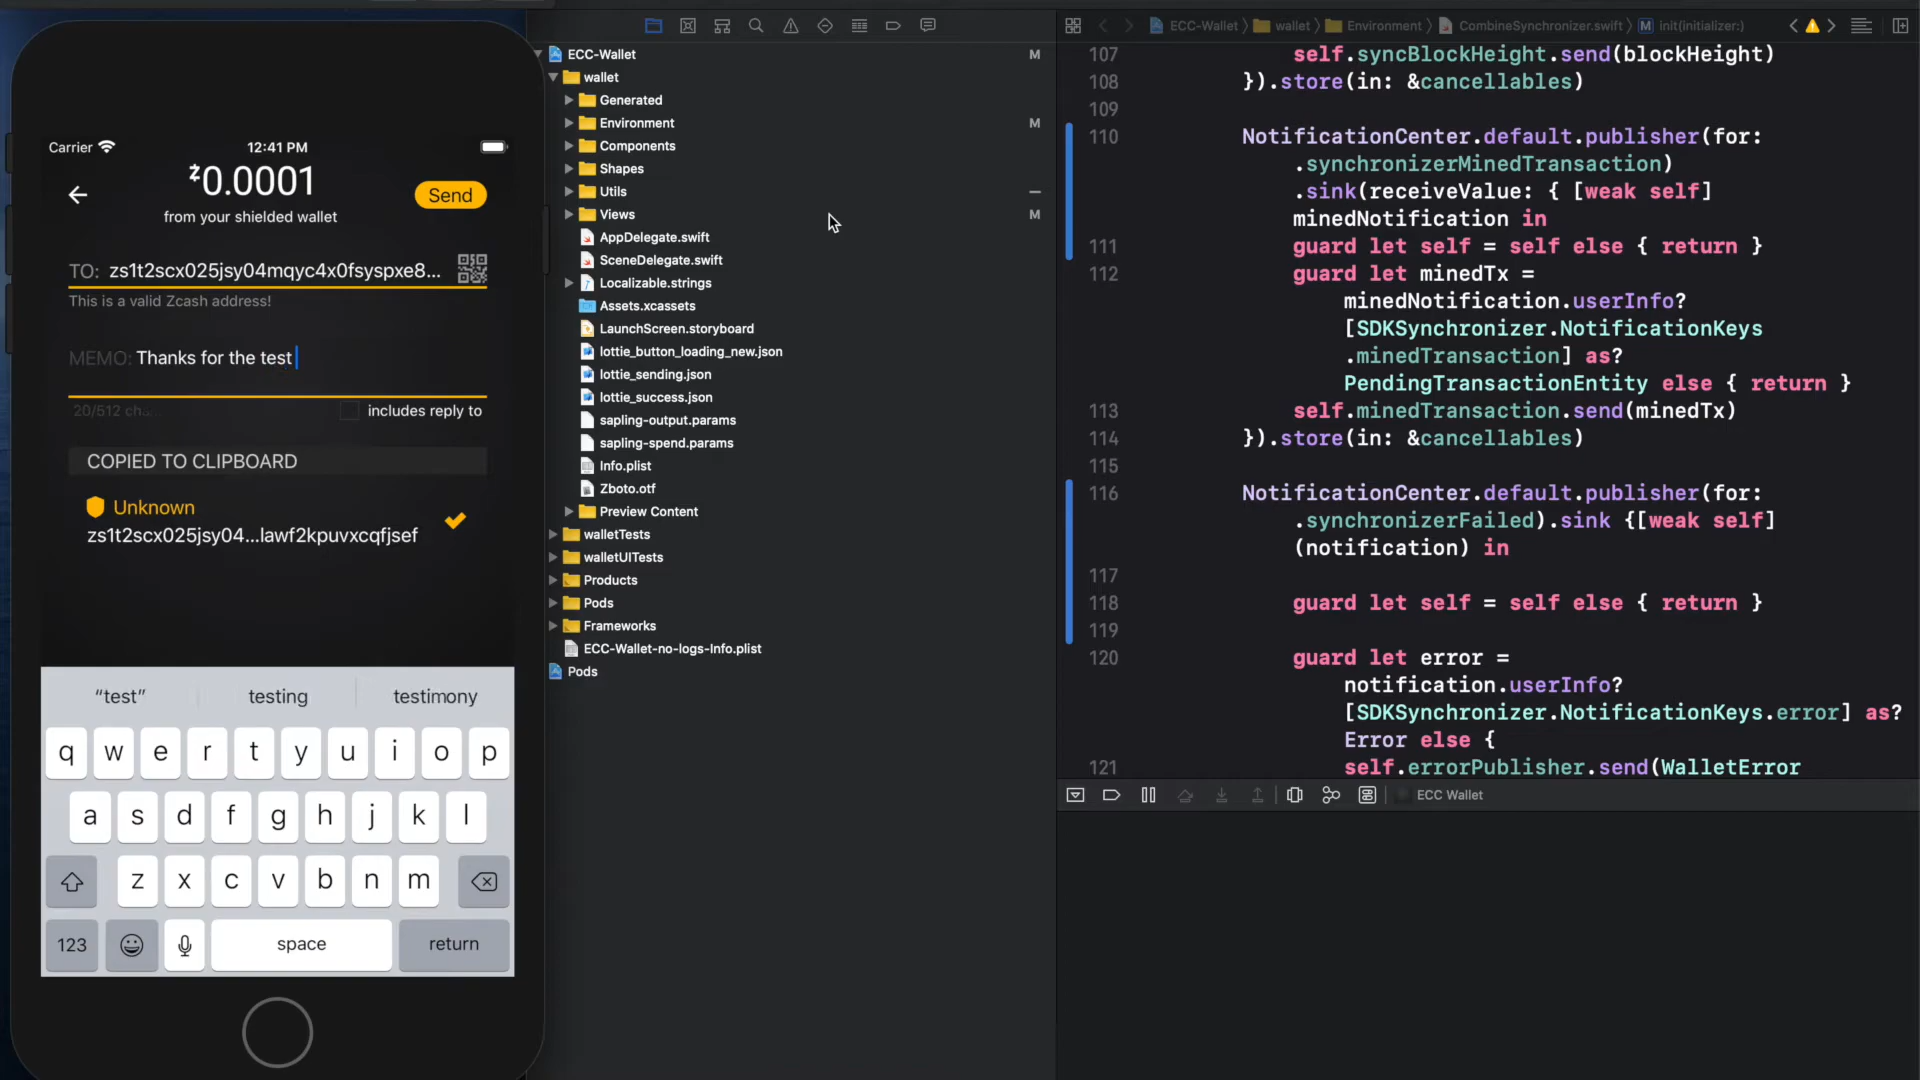 Carrier
12:41 PM
0.0001
Send
from your shielded wallet
TO: zs1t2scx025jsy04mqyc4x0fsyspxe8...
This is a valid Zcash address!
MEMO: Thanks for the test
20/512 ch...
includes reply to
COPIED TO CLIPBOARD
Unknown
zs1t2scx025jsy04...lawf2kpuvxcqfjsef
“test”
testing
testimony
q w e r t y u i o p
a s d f g h j k l
z x c v b n m
123
space
return
ECC-Wallet M
wallet
Generated
Environment M
Components
Shapes
Utils
Views M
AppDelegate.swift
SceneDelegate.swift
Localizable.strings
Assets.xcassets
LaunchScreen.storyboard
lottie_button_loading_new.json
lottie_sending.json
lottie_success.json
sapling-output.params
sapling-spend.params
Info.plist
Zboto.otf
Preview Content
walletTests
walletUITests
Products
Pods
Frameworks
ECC-Wallet-no-logs-Info.plist
Pods
ECC-Wallet wallet Environment CombineSynchronizer.swift M init(initializer:)
107 self.syncBlockHeight.send(blockHeight)
108 }).store(in: &cancellables)
109
110 NotificationCenter.default.publisher(for:
.synchronizerMinedTransaction)
.sink(receiveValue: { [weak self]
minedNotification in
111 guard let self = self else { return }
112 guard let minedTx =
minedNotification.userInfo?
[SDKSynchronizer.NotificationKeys
.minedTransaction] as?
PendingTransactionEntity else { return }
113 self.minedTransaction.send(minedTx)
114 }).store(in: &cancellables)
115
116 NotificationCenter.default.publisher(for:
.synchronizerFailed).sink {[weak self]
(notification) in
117
118 guard let self = self else { return }
119
120 guard let error =
notification.userInfo?
[SDKSynchronizer.NotificationKeys.error] as?
Error else {
121 self.errorPublisher.send(WalletError
ECC Wallet